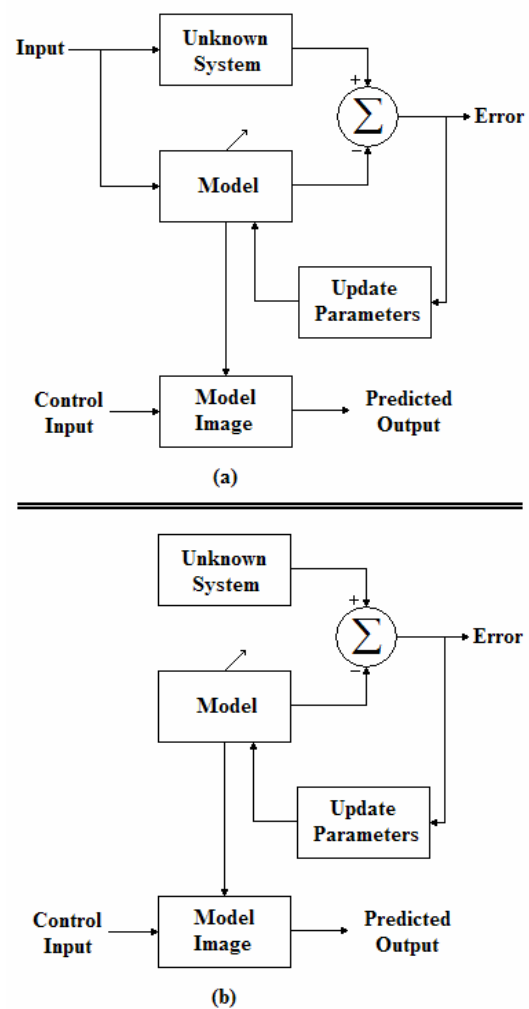 Input
Unknown
System
+
Σ
−
Error
Model
Update
Parameters
Control
Input
Model
Image
Predicted
Output
(a)
Unknown
System
+
Σ
−
Error
Model
Update
Parameters
Control
Input
Model
Image
Predicted
Output
(b)